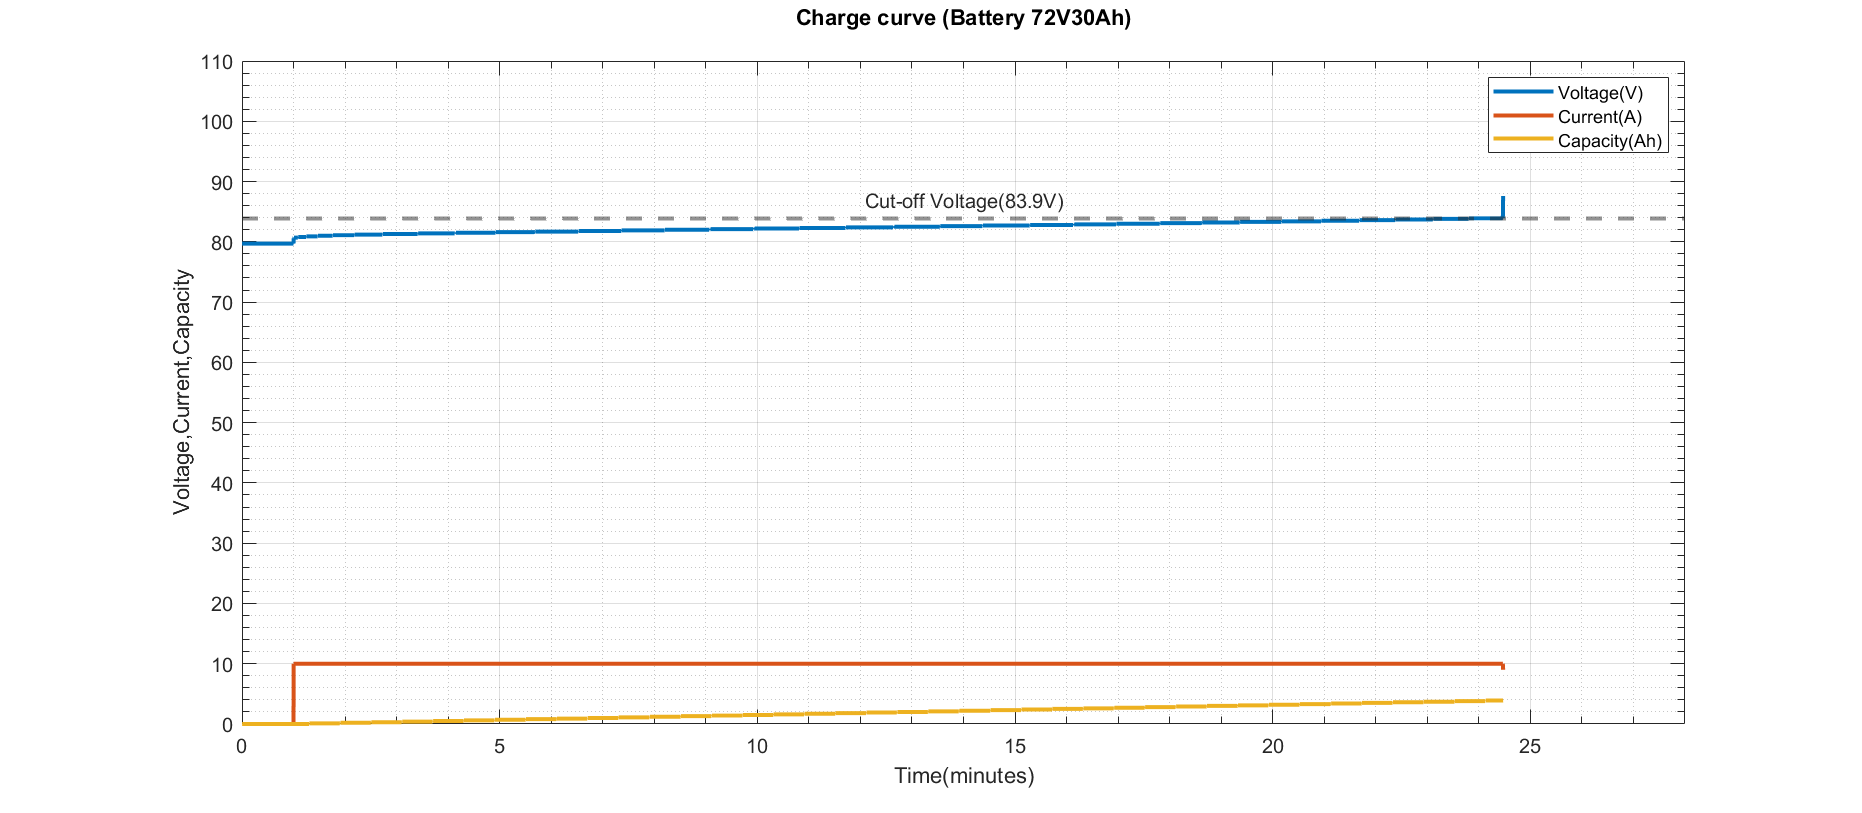 Charge curve (Battery 72V30Ah)
110
100
90
80
70
60
50
40
30
20
10
0
Voltage,Current,Capacity
Voltage(V)
Current(A)
Capacity(Ah)
Cut-off Voltage(83.9V)
0 5 10 15 20 25
Time(minutes)